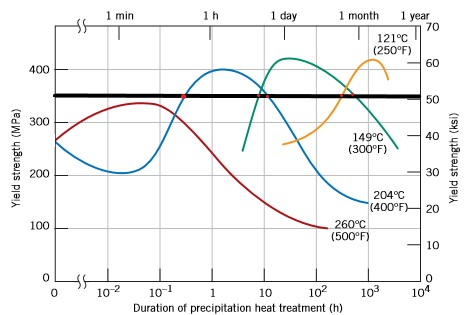 1 min 1 h 1 day 1 month 1 year
70
121°C
(250°F)
60
400
50
300
149°C
(300°F)
40
Yield strength (MPa)
Yield strength (ksi)
30
200
204°C
(400°F)
20
260°C
(500°F)
100
10
0
0
0 10⁻² 10⁻¹ 1 10 10² 10³ 10⁴
Duration of precipitation heat treatment (h)